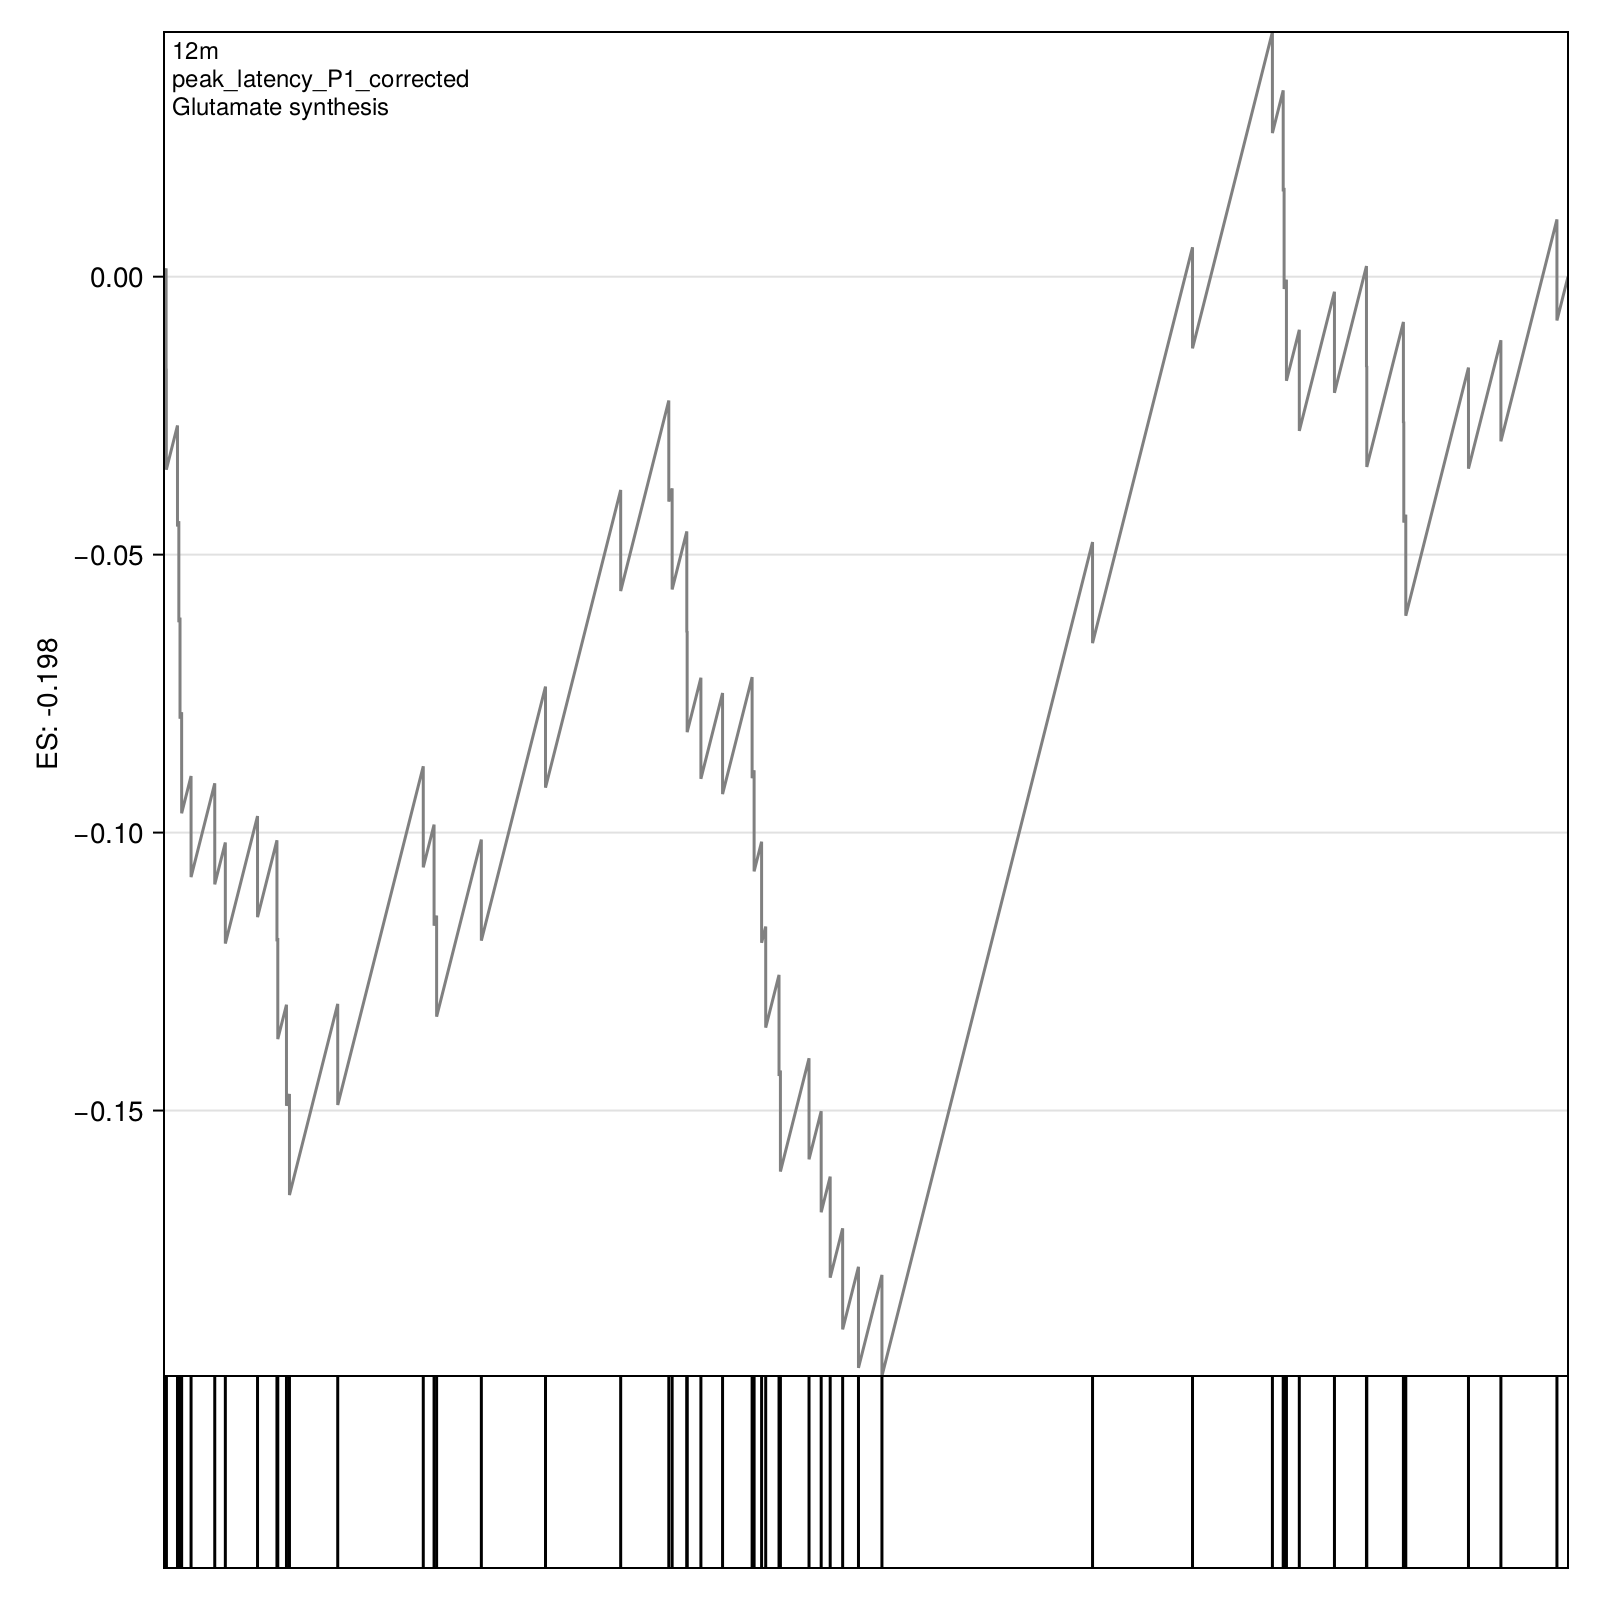 12m
peak_latency_P1_corrected
Glutamate synthesis
0.00
−0.05
−0.10
−0.15
ES: -0.198